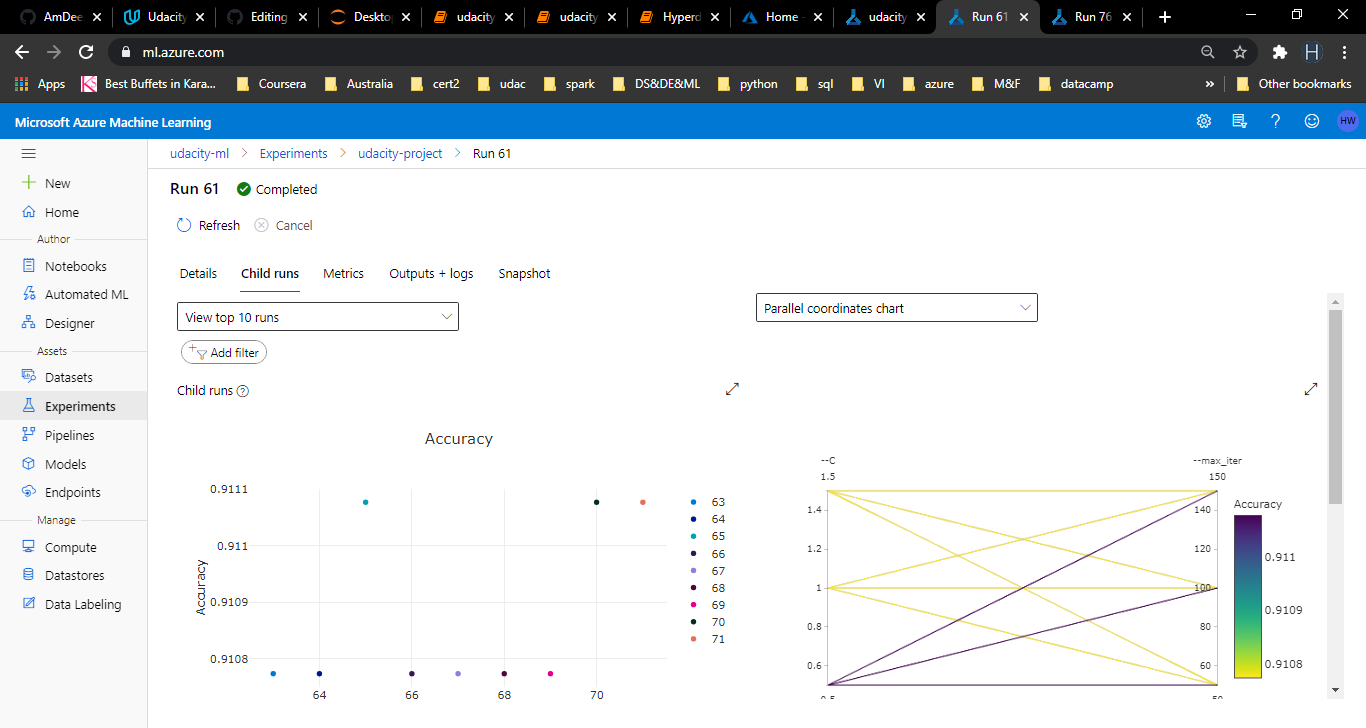 AmDee Udacity Editing Deskto udacity udacity Hyperd Home - udacity Run 61 Run 76
ml.azure.com H
Apps Best Buffets in Kara... Coursera Australia cert2 udac spark DS&DE&ML python sql VI azure M&F datacamp » Other bookmarks
Microsoft Azure Machine Learning HW
udacity-ml > Experiments > udacity-project > Run 61
New
Home
Author
Notebooks
Automated ML
Designer
Assets
Datasets
Experiments
Pipelines
Models
Endpoints
Manage
Compute
Datastores
Data Labeling
Run 61 Completed
Refresh Cancel
Details Child runs Metrics Outputs + logs Snapshot
View top 10 runs
Add filter
Child runs
Accuracy
Accuracy
0.9111
0.911
0.9109
0.9108
64 66 68 70
63
64
65
66
67
68
69
70
71
Parallel coordinates chart
--C --max_iter
1.5 150
1.4
1.2
1
0.8
0.6
0.5
140
120
100
80
60
50
Accuracy
0.911
0.9109
0.9108